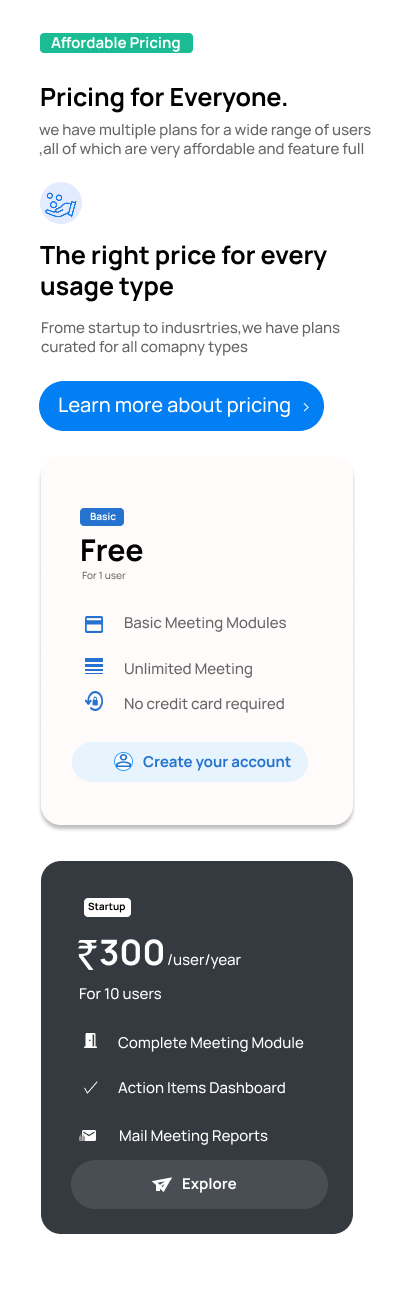 Affordable Pricing
Pricing for Everyone.
we have multiple plans for a wide range of users
,all of which are very affordable and feature full
The right price for every
usage type
Frome startup to indusrtries,we have plans
curated for all comapny types
Learn more about pricing >
Basic
Free
For 1 user
Basic Meeting Modules
Unlimited Meeting
No credit card required
Create your account
Startup
₹300 /user/year
For 10 users
Complete Meeting Module
Action Items Dashboard
Mail Meeting Reports
Explore